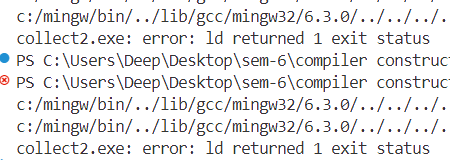 c:/mingw/bin/../lib/gcc/mingw32/6.3.0/../../../.
collect2.exe: error: ld returned 1 exit status
PS C:\Users\Deep\Desktop\sem-6\compiler construct
PS C:\Users\Deep\Desktop\sem-6\compiler construct
c:/mingw/bin/../lib/gcc/mingw32/6.3.0/../../../.
c:/mingw/bin/../lib/gcc/mingw32/6.3.0/../../../.
collect2.exe: error: ld returned 1 exit status